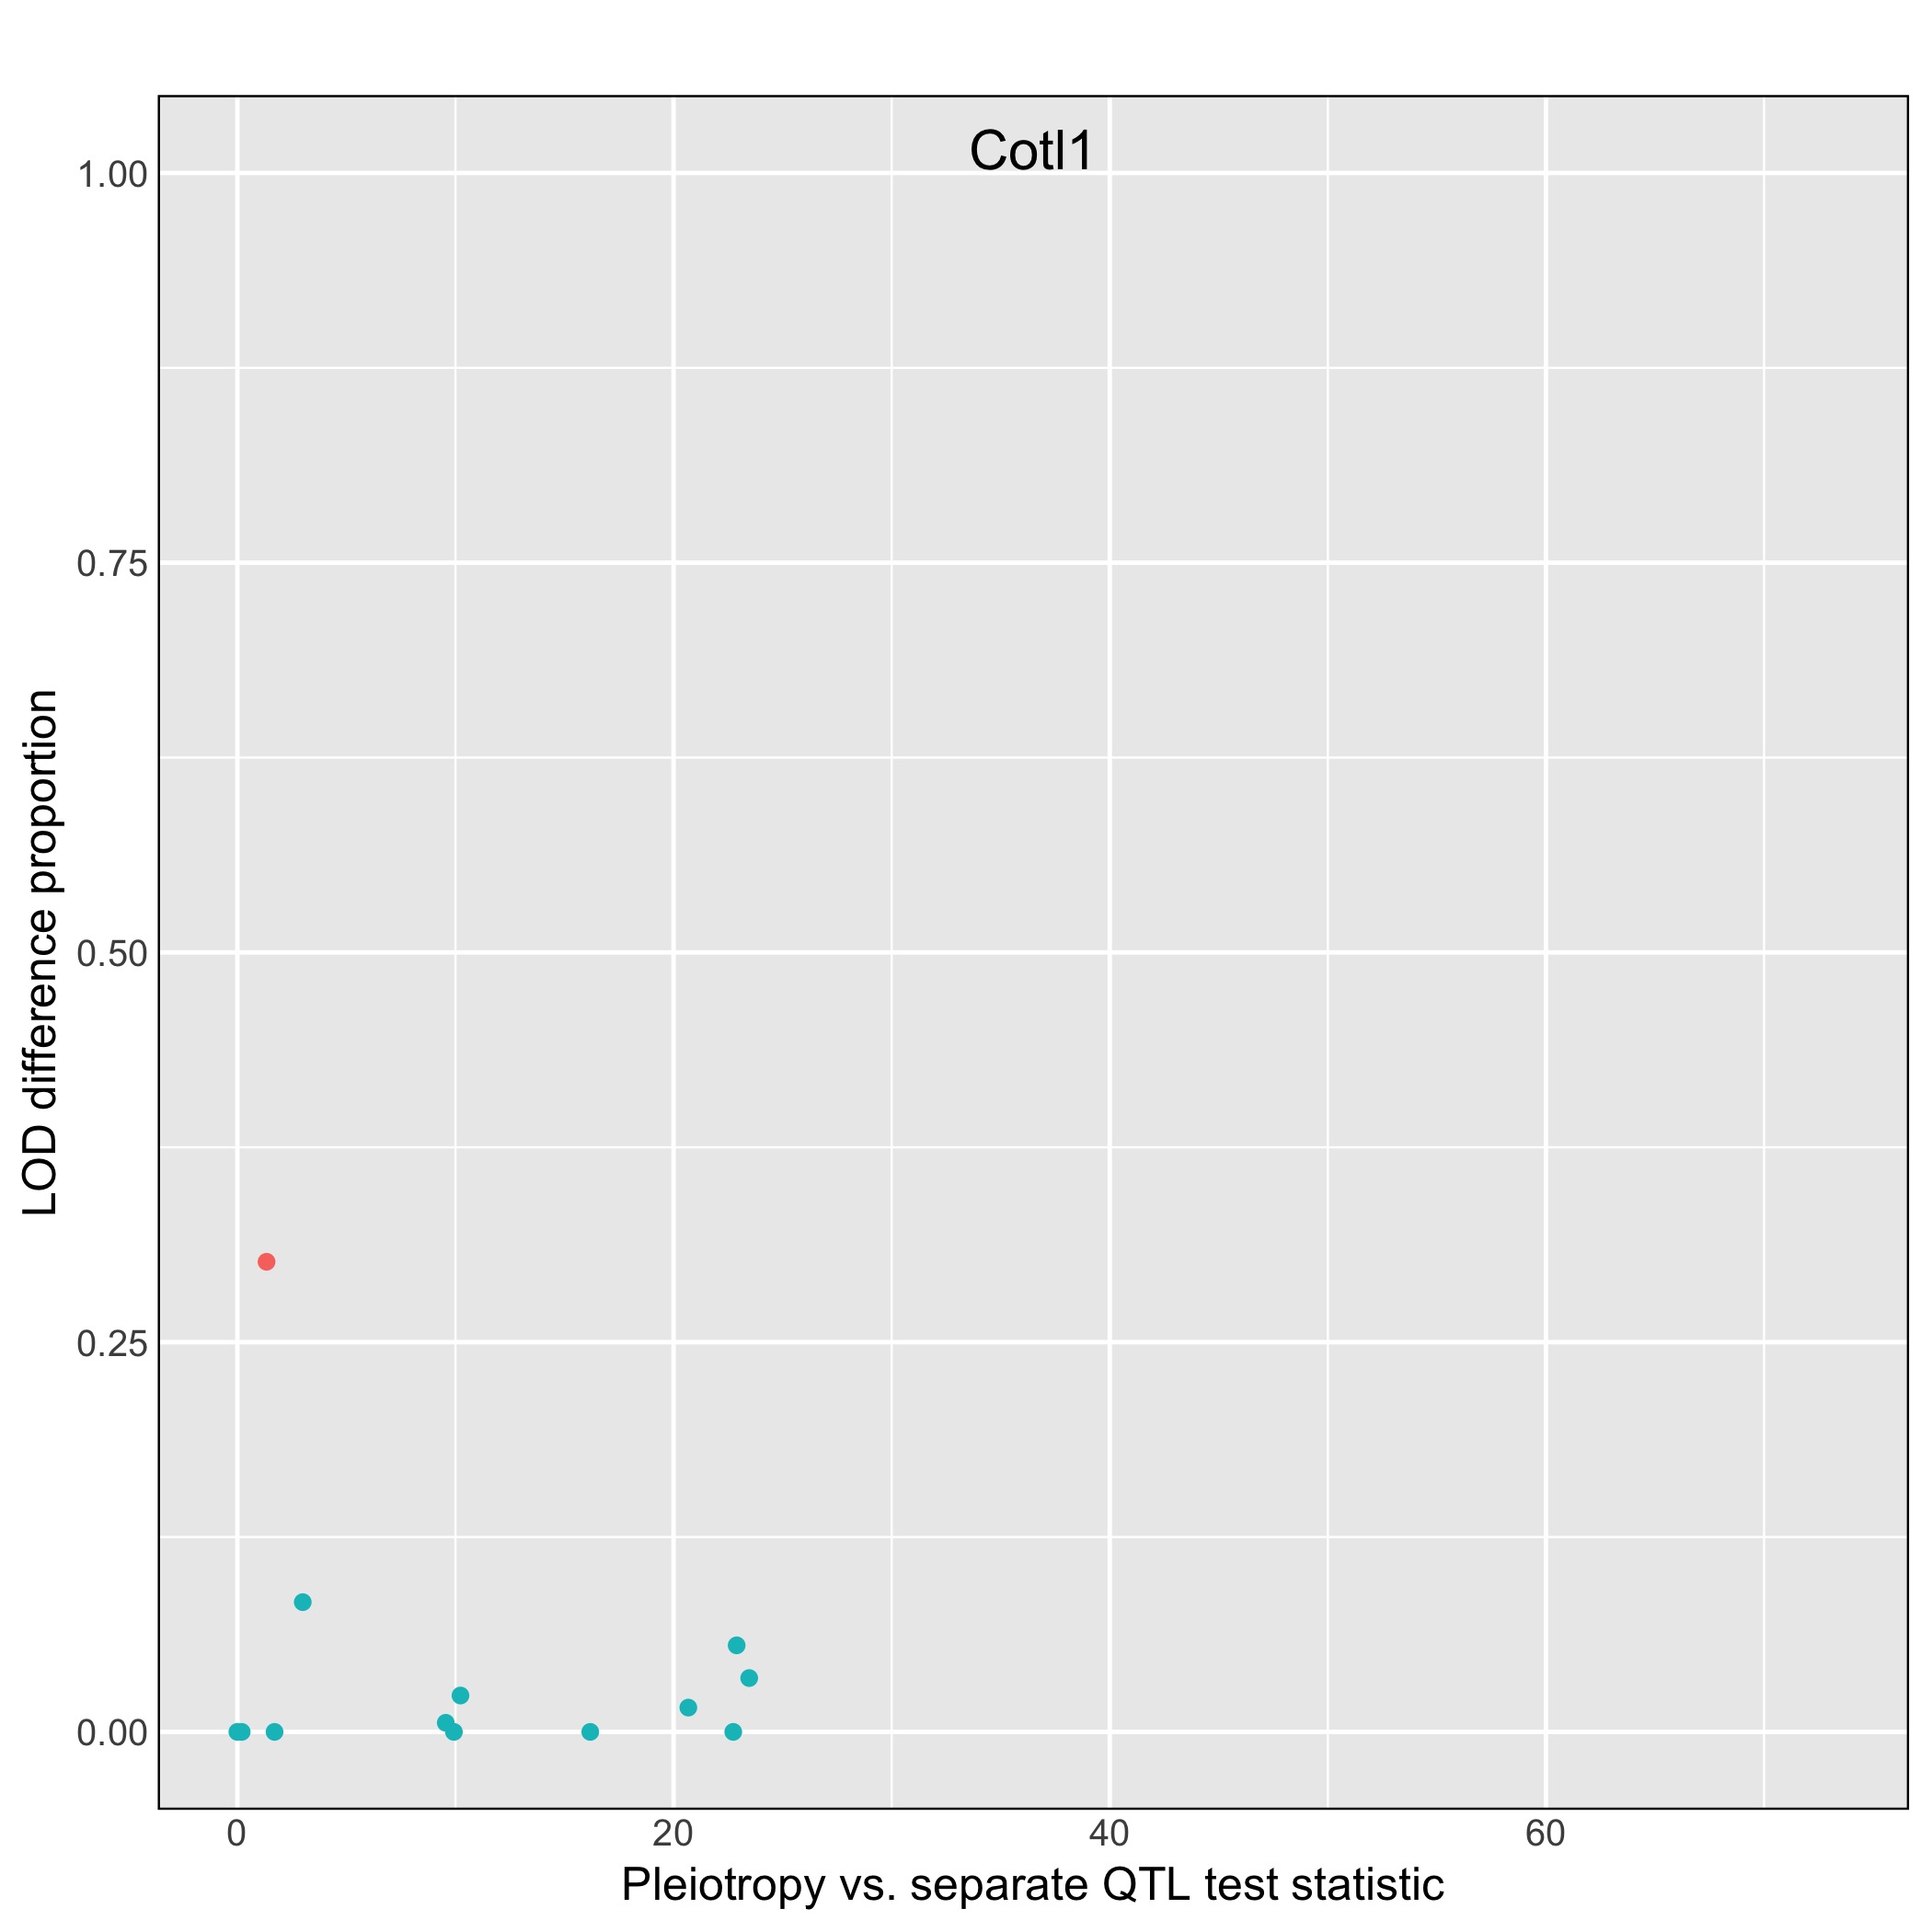 Cotl1
1.00
0.75
0.50
0.25
0.00
LOD difference proportion
0 20 40 60
Pleiotropy vs. separate QTL test statistic